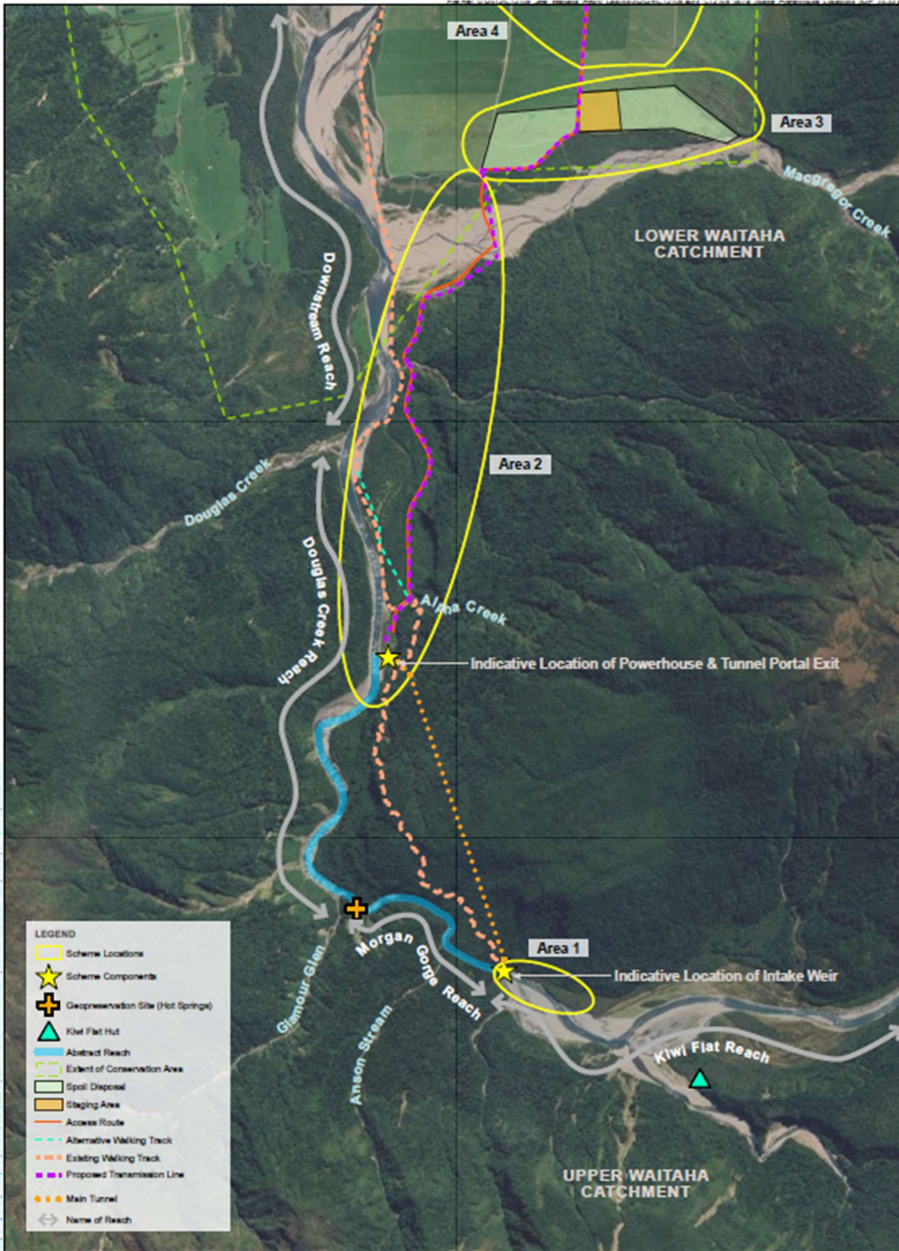 Area 4
Area 3
Macgregor Creek
LOWER WAITAHA
CATCHMENT
Downstream Reach
Area 2
Douglas Creek
Douglas Creek Reach
Alpha Creek
Indicative Location of Powerhouse & Tunnel Portal Exit
Area 1
Morgan Gorge Reach
Indicative Location of Intake Weir
Glamour Glen
Anson Stream
Kiwi Flat Reach
UPPER WAITAHA
CATCHMENT
LEGEND
Scheme Locations
Scheme Components
Geopreservation Site (Hot Springs)
Kiwi Flat Hut
Abstract Reach
Extent of Conservation Area
Spoil Disposal
Staging Area
Access Route
Alternative Walking Track
Existing Walking Track
Proposed Transmission Line
Main Tunnel
Name of Reach